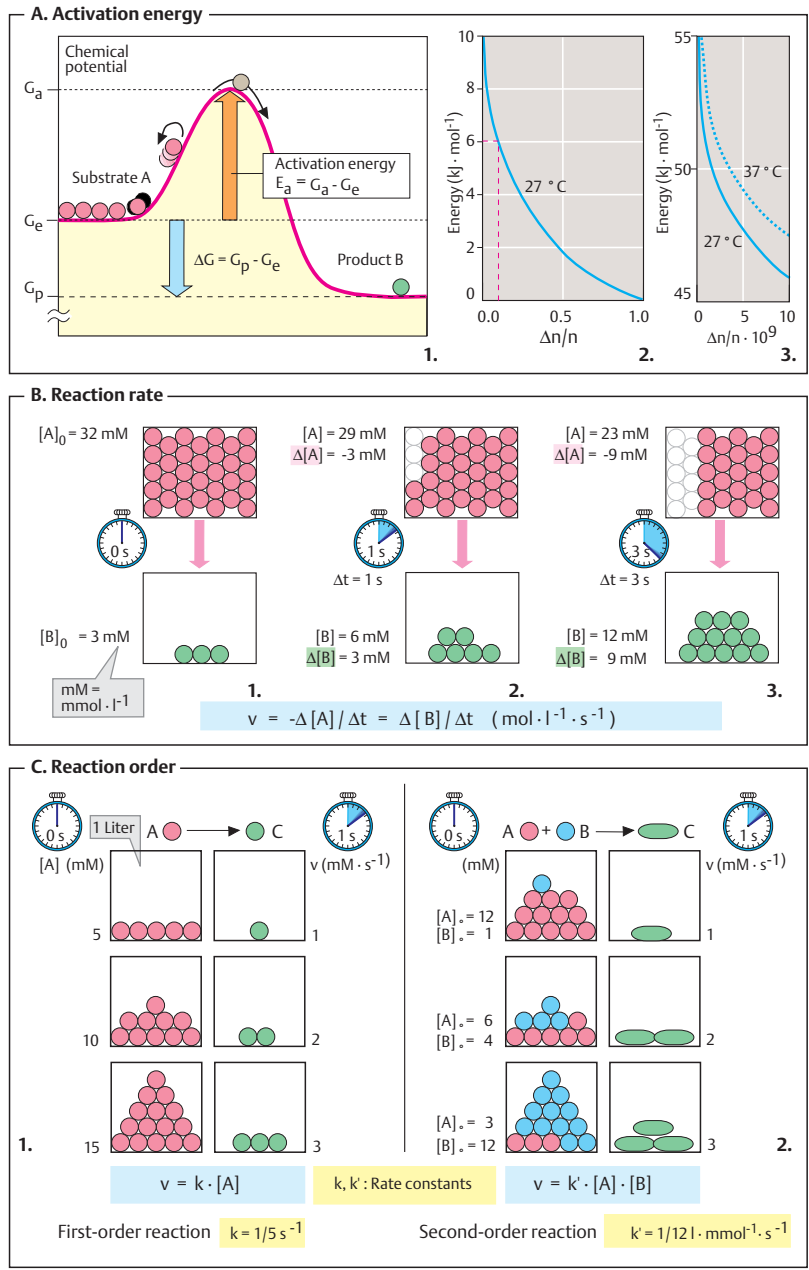 A. Activation energy
Chemical
potential
Gₐ
Substrate A
Activation energy
Eₐ = Gₐ - Gₑ
Gₑ
ΔG = Gₚ - Gₑ
Product B
Gₚ
1.
Energy (kJ · mol⁻¹)
10
8
6
4
2
0
27 °C
0.0
0.5
1.0
Δn/n
2.
Energy (kJ · mol⁻¹)
55
50
45
37 °C
27 °C
0
5
10
Δn/n · 10⁹
3.
B. Reaction rate
[A]₀ = 32 mM
0 s
[B]₀ = 3 mM
mM =
mmol · l⁻¹
1.
[A] = 29 mM
Δ[A] = -3 mM
1 s
Δt = 1 s
[B] = 6 mM
Δ[B] = 3 mM
2.
[A] = 23 mM
Δ[A] = -9 mM
3 s
Δt = 3 s
[B] = 12 mM
Δ[B] = 9 mM
3.
v = -Δ [A] / Δt = Δ [ B] / Δt ( mol · l⁻¹ · s⁻¹ )
C. Reaction order
0 s
1 Liter
A C
1 s
[A] (mM) v (mM · s⁻¹)
5 1
10 2
15 3
1.
v = k · [A]
First-order reaction k = 1/5 s⁻¹
k, k' : Rate constants
0 s
A + B C
1 s
(mM) v (mM · s⁻¹)
[A]ₒ = 12
[B]ₒ = 1
1
[A]ₒ = 6
[B]ₒ = 4
2
[A]ₒ = 3
[B]ₒ = 12
3
2.
v = k' · [A] · [B]
Second-order reaction k' = 1/12 l · mmol⁻¹ · s⁻¹